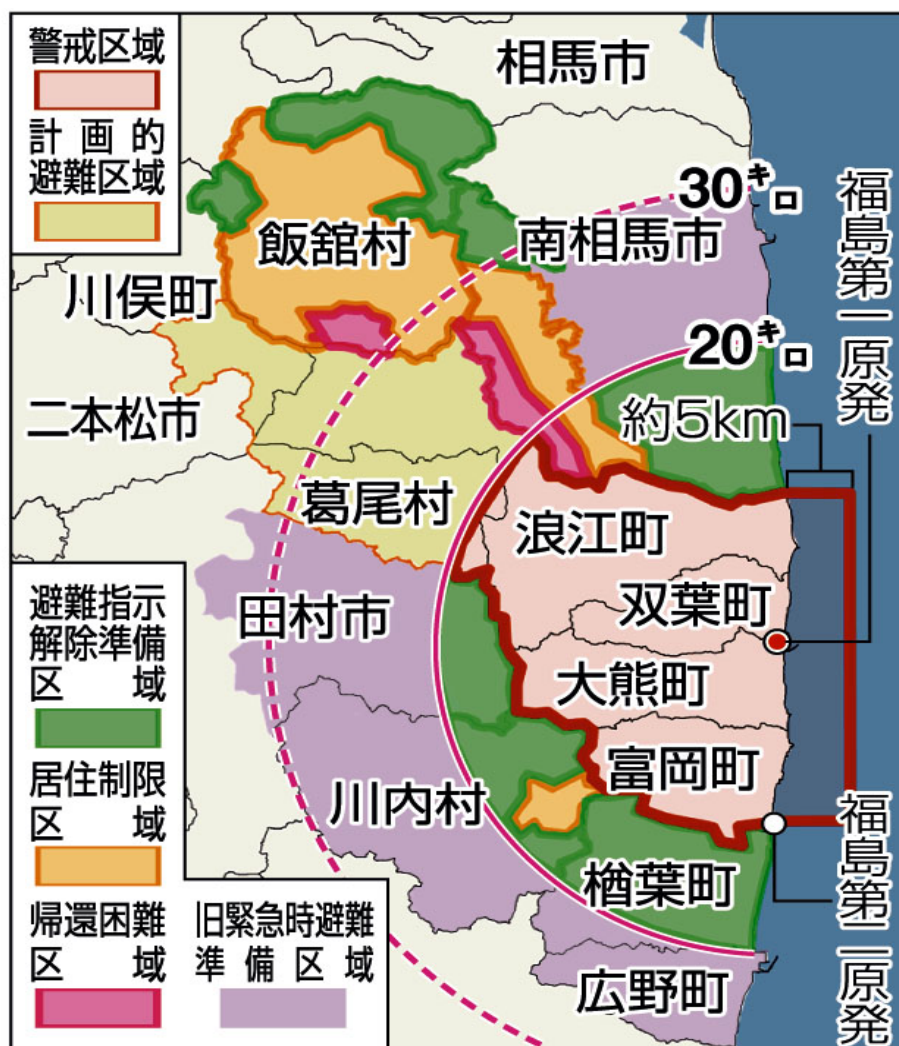 警戒区域
計画的
避難区域
相馬市
30キロ
南相馬市
飯舘村
川俣町
20キロ
約5km
二本松市
葛尾村
浪江町
双葉町
田村市
大熊町
富岡町
川内村
楢葉町
広野町
福島第一原発
福島第二原発
避難指示
解除準備
区域
居住制限
区域
帰還困難
区域
旧緊急時避難
準備区域